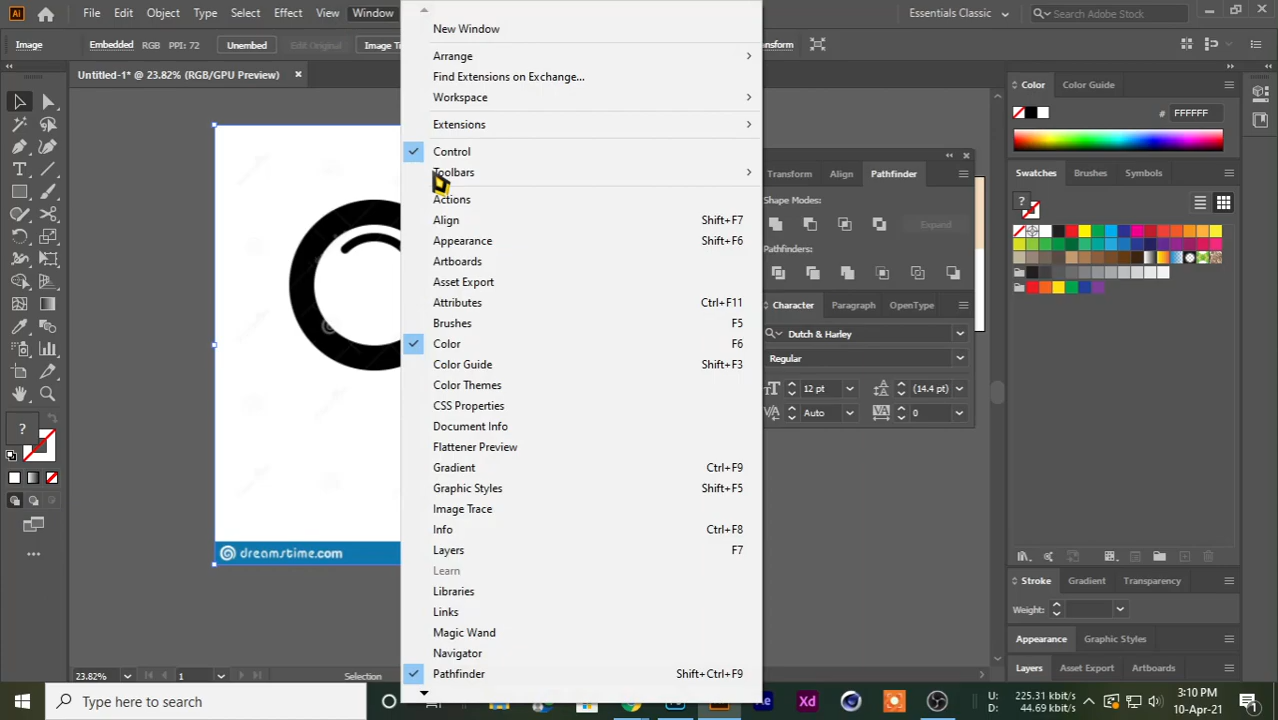 Ai File Edit Object Type Select Effect View Window Essentials Classic Search Adobe Stock
Image Embedded RGB PPI: 72 Unembed Edit Original Image Tr ansform
Untitled-1* @ 23.82% (RGB/GPU Preview)
New Window
Arrange
Find Extensions on Exchange...
Workspace
Extensions
Control
Toolbars
Actions
Align Shift+F7
Appearance Shift+F6
Artboards
Asset Export
Attributes Ctrl+F11
Brushes F5
Color F6
Color Guide Shift+F3
Color Themes
CSS Properties
Document Info
Flattener Preview
Gradient Ctrl+F9
Graphic Styles Shift+F5
Image Trace
Info Ctrl+F8
Layers F7
Learn
Libraries
Links
Magic Wand
Navigator
Pathfinder Shift+Ctrl+F9
dreamstime.com
Transform Align Pathfinder
Shape Modes:
Expand
Pathfinders:
Character Paragraph OpenType
Dutch & Harley
Regular
12 pt (14.4 pt)
Auto 0
Color Color Guide
# FFFFFF
Swatches Brushes Symbols
Stroke Gradient Transparency
Weight:
Appearance Graphic Styles
Layers Asset Export Artboards
23.82% 1 Selection
Type here to search
Ae Xd
U: 225.31 kbit/s
D: 44.69 kbit/s
3:10 PM
10-Apr-21